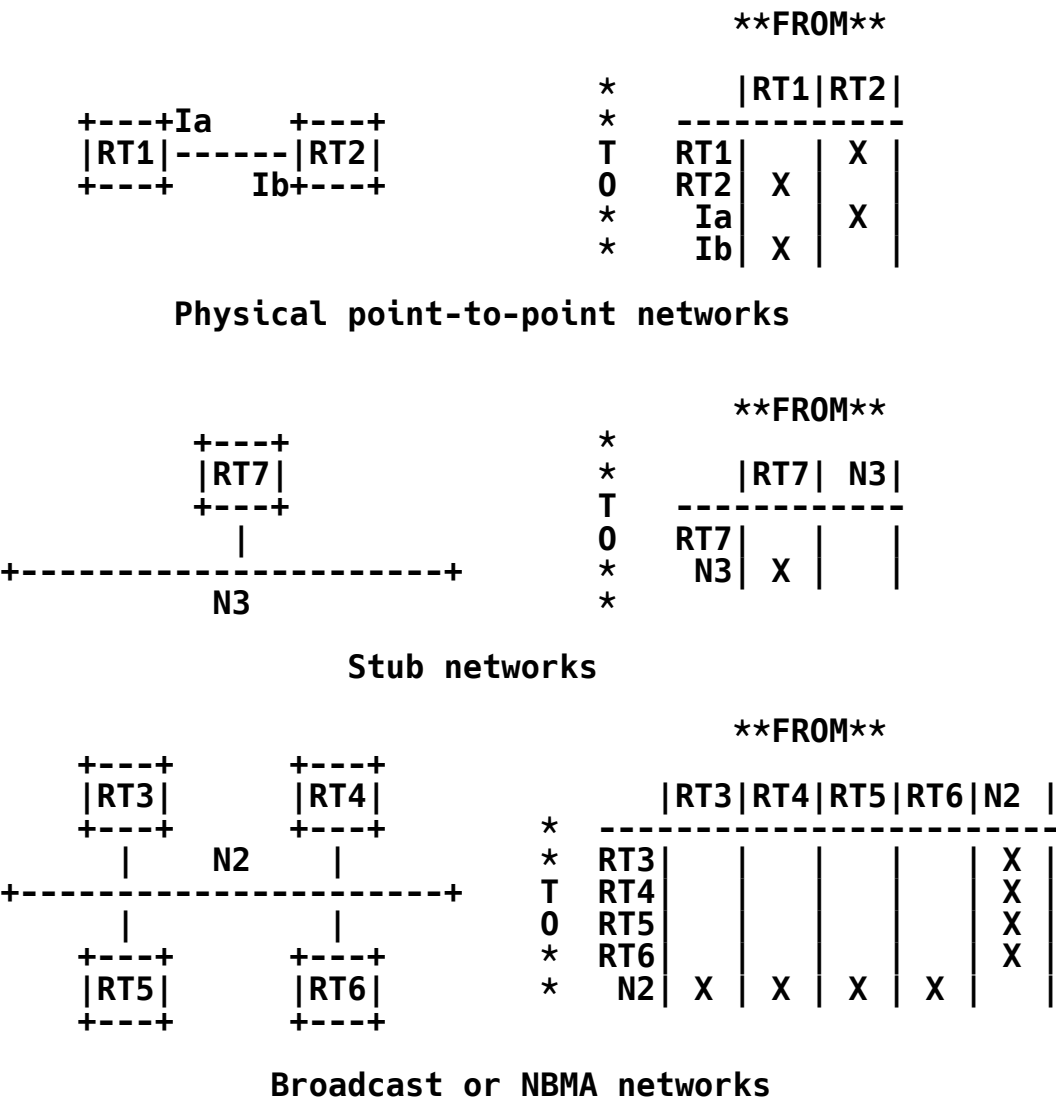 **FROM**

                               *       |RT1|RT2|
    +---+Ia    +---+           *    ------------
    |RT1|------|RT2|           T    RT1|   | X |
    +---+    Ib+---+           O    RT2| X |   |
                               *     Ia|   | X |
                               *     Ib| X |   |

         Physical point-to-point networks

                                      **FROM**
          +---+                *
          |RT7|                *       |RT7| N3|
          +---+                T    ------------
            |                  O    RT7|   |   |
+----------------------+       *     N3| X |   |
           N3                  *

                  Stub networks

                                      **FROM**
    +---+      +---+
    |RT3|      |RT4|               |RT3|RT4|RT5|RT6|N2 |
    +---+      +---+        *  ------------------------
      |    N2    |          *  RT3|   |   |   |   | X |
+----------------------+    T  RT4|   |   |   |   | X |
      |          |          O  RT5|   |   |   |   | X |
    +---+      +---+        *  RT6|   |   |   |   | X |
    |RT5|      |RT6|        *   N2| X | X | X | X |   |
    +---+      +---+

              Broadcast or NBMA networks